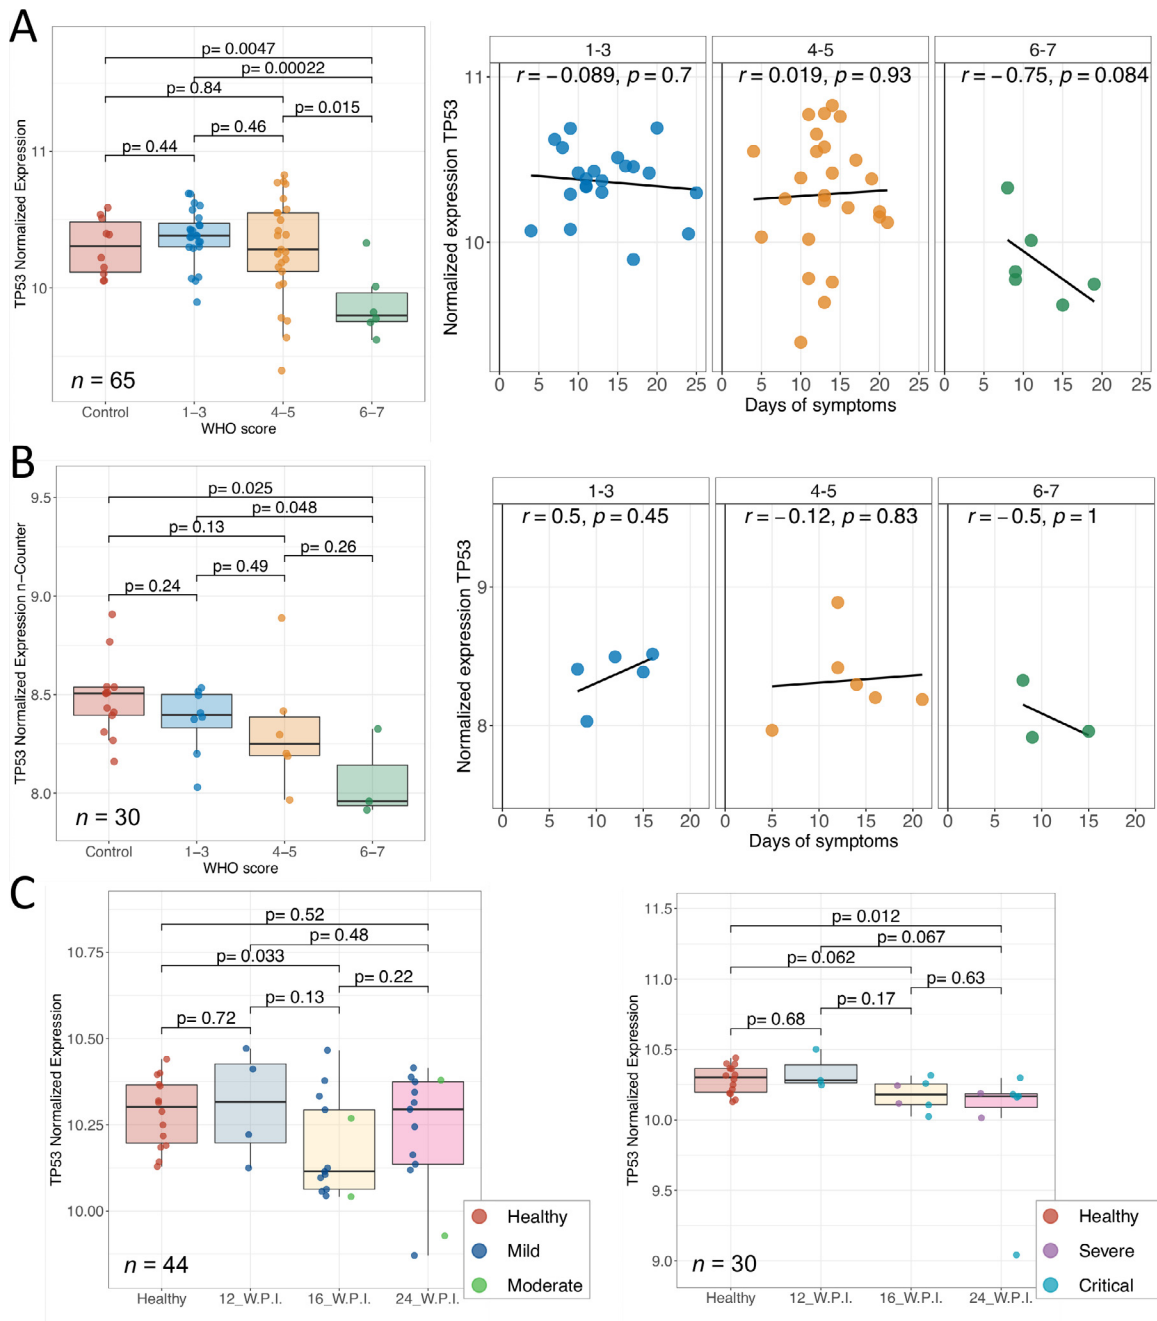 A
p= 0.0047
p= 0.00022
p= 0.84
p= 0.015
p= 0.46
p= 0.44
11
10
TP53 Normalized Expression
n = 65
Control 1–3 4–5 6–7
WHO score
1-3 4-5 6-7
r = −0.089, p = 0.7
r = 0.019, p = 0.93
r = −0.75, p = 0.084
11
10
Normalized expression TP53
0 5 10 15 20 25 0 5 10 15 20 25 0 5 10 15 20 25
Days of symptoms
B
9.5
9.0
8.5
8.0
p= 0.025
p= 0.048
p= 0.13
p= 0.26
p= 0.49
p= 0.24
TP53 Normalized Expression n−Counter
n = 30
Control 1–3 4–5 6–7
WHO score
1-3 4-5 6-7
r = 0.5, p = 0.45
r = −0.12, p = 0.83
r = −0.5, p = 1
9
8
Normalized expression TP53
0 5 10 15 20 0 5 10 15 20 0 5 10 15 20
Days of symptoms
C
p= 0.52
p= 0.48
p= 0.033
p= 0.22
p= 0.13
p= 0.72
10.75
10.50
10.25
10.00
TP53 Normalized Expression
n = 44
Healthy 12_W.P.I. 16_W.P.I. 24_W.P.I.
Healthy
Mild
Moderate
11.5
11.0
10.5
10.0
9.5
9.0
p= 0.012
p= 0.067
p= 0.062
p= 0.63
p= 0.17
p= 0.68
TP53 Normalized Expression
n = 30
Healthy 12_W.P.I. 16_W.P.I. 24_W.P.I.
Healthy
Severe
Critical